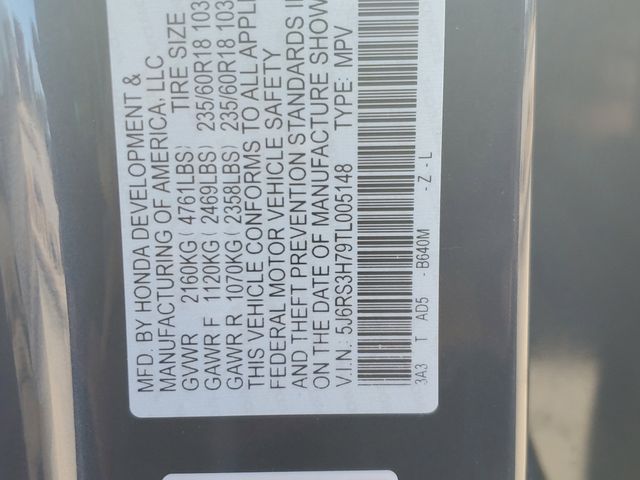 MFD. BY HONDA DEVELOPMENT &
MANUFACTURING OF AMERICA, LLC
TIRE SIZE
GVWR 2160KG ( 4761LBS)
GAWR F 1120KG ( 2469LBS) 235/60R18 103
GAWR R 1070KG ( 2358LBS) 235/60R18 103
THIS VEHICLE CONFORMS TO ALL
FEDERAL MOTOR VEHICLE SAFETY
AND THEFT PREVENTION STANDARDS
ON THE DATE OF MANUFACTURE
V.I.N.: 5J6RS3H79TL005148 TYPE: MPV
3A3 T AD5 - B640M - Z - L